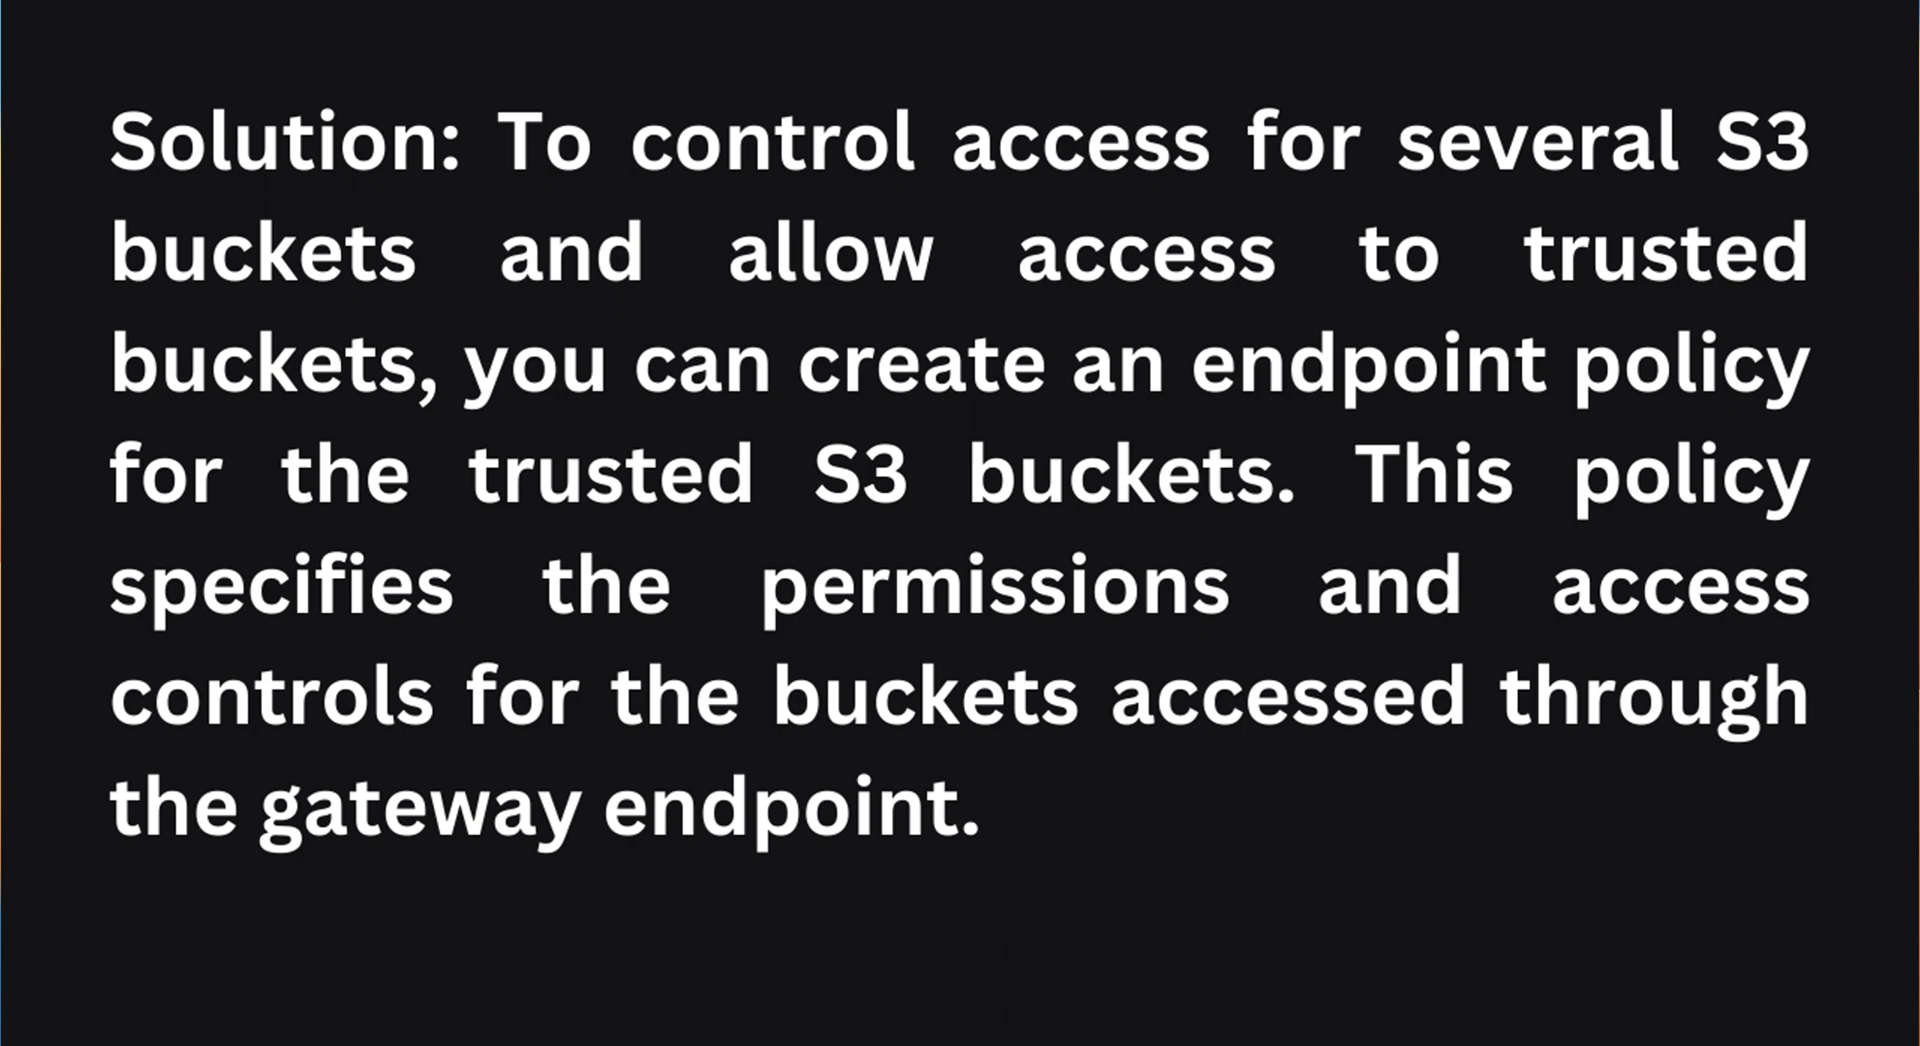 Solution: To control access for several S3
buckets and allow access to trusted
buckets, you can create an endpoint policy
for the trusted S3 buckets. This policy
specifies the permissions and access
controls for the buckets accessed through
the gateway endpoint.